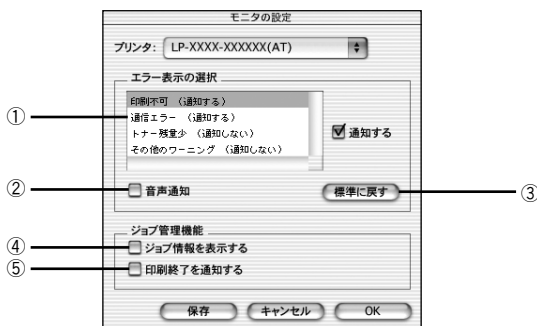 モニタの設定
プリンタ: LP-XXXX-XXXXXX(AT)
エラー表示の選択
印刷不可 （通知する）
① 通信エラー （通知する）
トナー残量少 （通知しない）
その他のワーニング （通知しない）
通知する
② 音声通知
標準に戻す ③
ジョブ管理機能
④ ジョブ情報を表示する
⑤ 印刷終了を通知する
保存 キャンセル OK